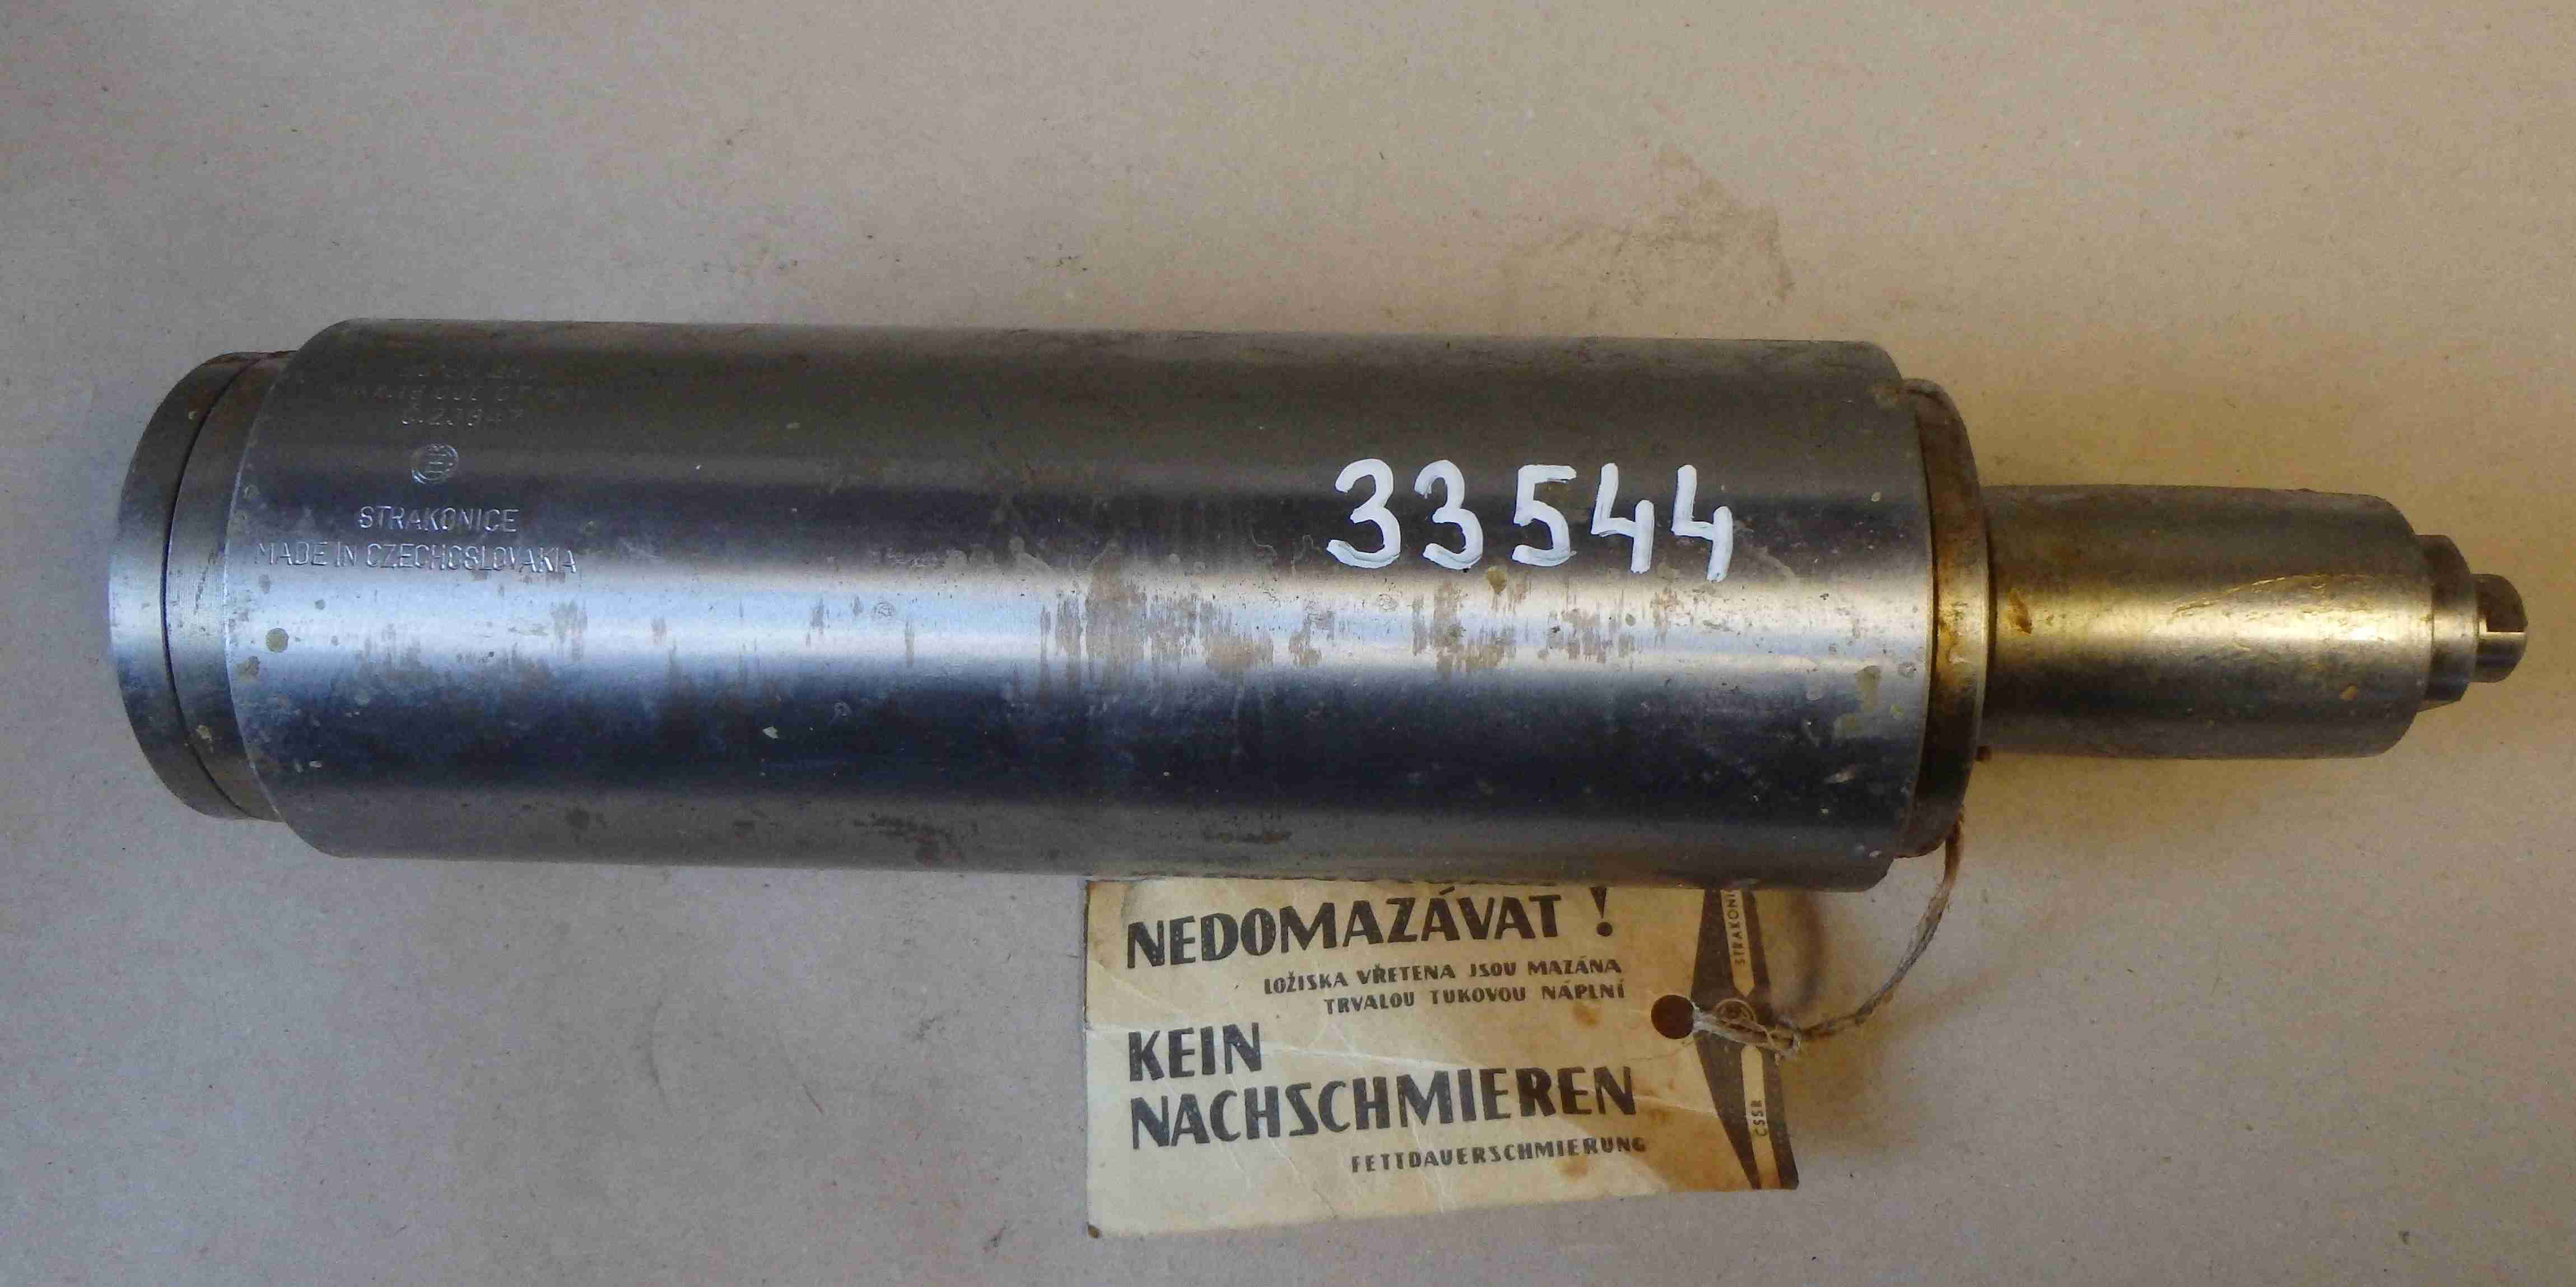 STRAKONICE
MADE IN CZECHOSLOVAKIA
33544
NEDOMAZÁVAT !
LOŽISKA VŘETENA JSOU MAZÁNA
TRVALOU TUKOVOU NÁPLNÍ
KEIN
NACHSCHMIEREN
FETTDAUERSCHMIERUNG
ČSSR